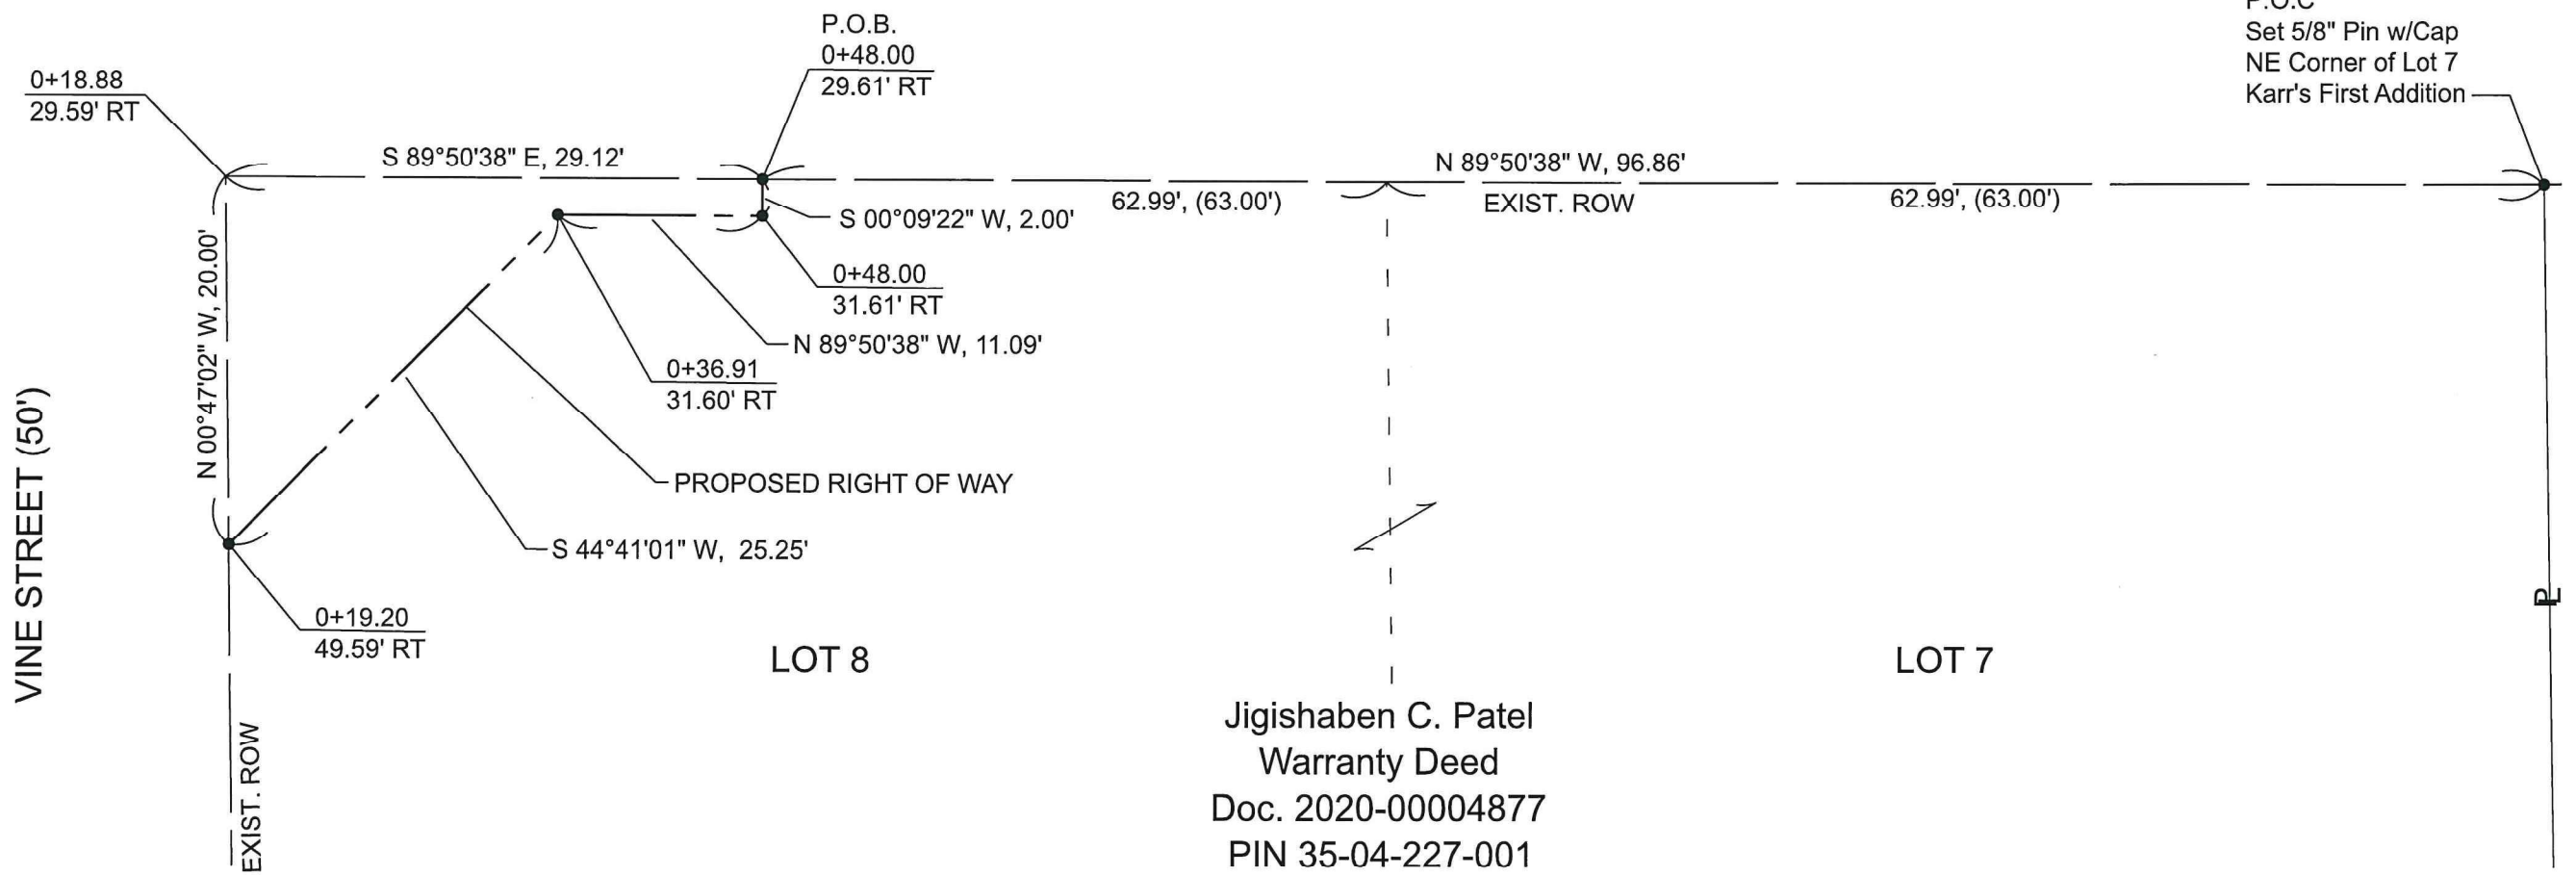 P.O.C
Set 5/8" Pin w/Cap
NE Corner of Lot 7
Karr's First Addition
P.O.B.
0+48.00
29.61' RT
0+18.88
29.59' RT
S 89°50'38" E, 29.12'
N 89°50'38" W, 96.86'
62.99', (63.00')
EXIST. ROW
62.99', (63.00')
S 00°09'22" W, 2.00'
0+48.00
31.61' RT
N 89°50'38" W, 11.09'
0+36.91
31.60' RT
N 00°47'02" W, 20.00'
VINE STREET (50')
PROPOSED RIGHT OF WAY
S 44°41'01" W, 25.25'
0+19.20
49.59' RT
EXIST. ROW
LOT 8
LOT 7
PL
Jigishaben C. Patel
Warranty Deed
Doc. 2020-00004877
PIN 35-04-227-001